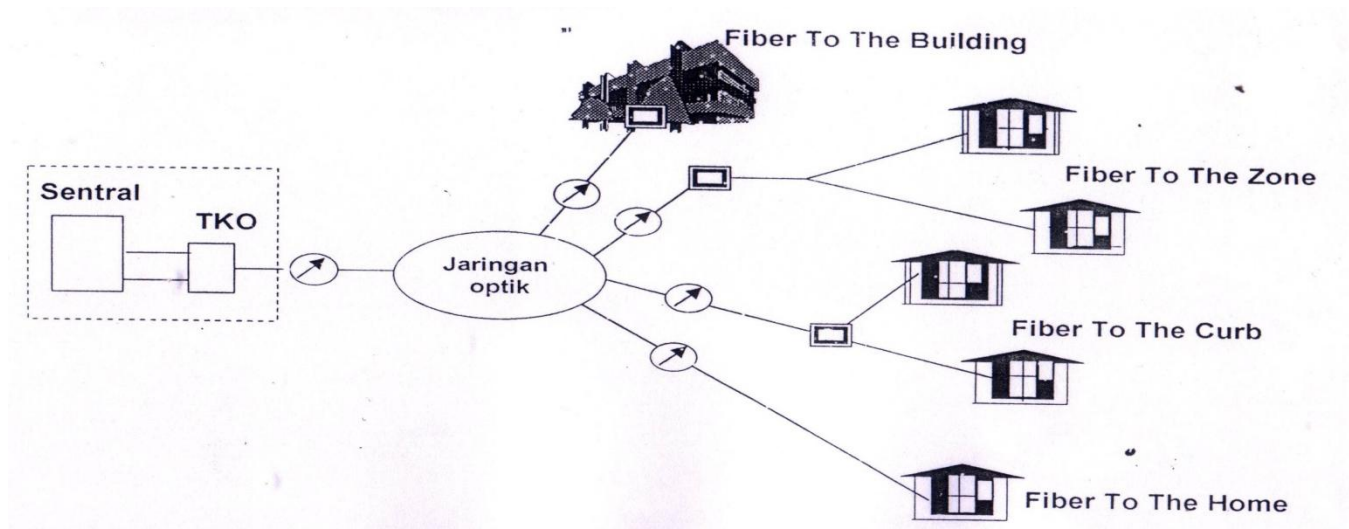 Fiber To The Building
Sentral
TKO
Fiber To The Zone
Jaringan
optik
Fiber To The Curb
Fiber To The Home